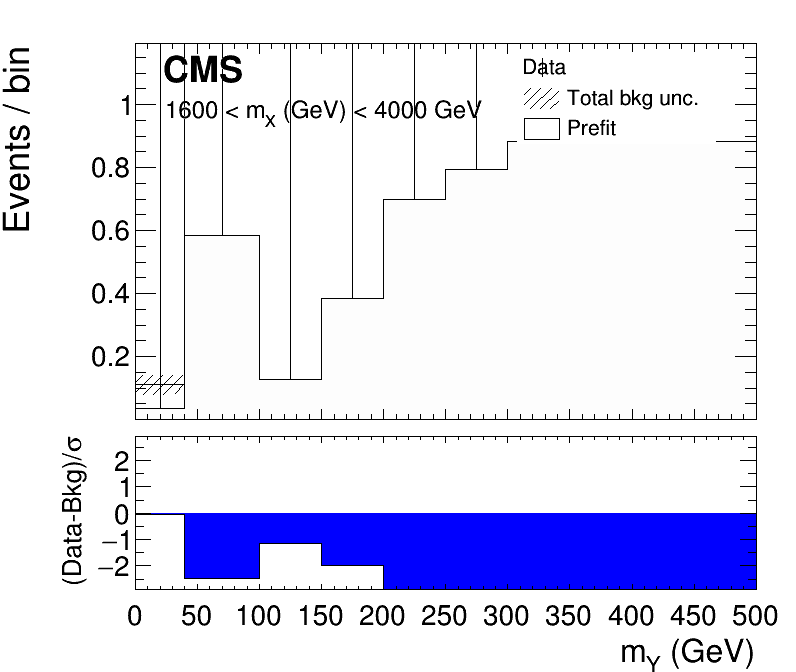 CMS
1600 < mX (GeV) < 4000 GeV
Data
Total bkg unc.
Prefit
Events / bin
1
0.8
0.6
0.4
0.2
(Data-Bkg)/σ
2
1
0
−1
−2
0 50 100 150 200 250 300 350 400 450 500
mY (GeV)